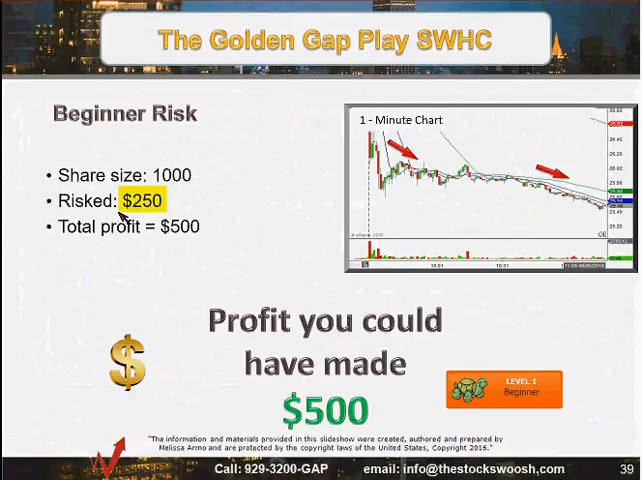 The Golden Gap Play SWHC
Beginner Risk
• Share size: 1000
• Risked: $250
• Total profit = $500
1 - Minute Chart
Profit you could
have made
$500
LEVEL 1
Beginner
"The information and materials provided in this slideshow were created, authored and prepared by
Melissa Armo and are protected by the copyright laws of the United States, Copyright 2016."
Call: 929-3200-GAP email: info@thestockswoosh.com 39